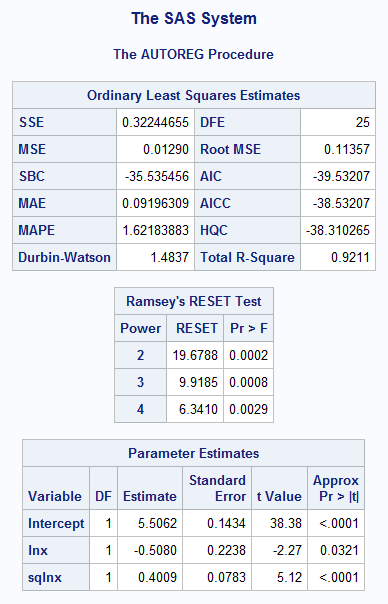 The SAS System
The AUTOREG Procedure
Ordinary Least Squares Estimates
SSE 0.32244655 DFE 25
MSE 0.01290 Root MSE 0.11357
SBC -35.535456 AIC -39.53207
MAE 0.09196309 AICC -38.53207
MAPE 1.62183883 HQC -38.310265
Durbin-Watson 1.4837 Total R-Square 0.9211
Ramsey's RESET Test
Power RESET Pr > F
2 19.6788 0.0002
3 9.9185 0.0008
4 6.3410 0.0029
Parameter Estimates
Variable DF Estimate Standard Error t Value Approx Pr > |t|
Intercept 1 5.5062 0.1434 38.38 <.0001
lnx 1 -0.5080 0.2238 -2.27 0.0321
sqlnx 1 0.4009 0.0783 5.12 <.0001